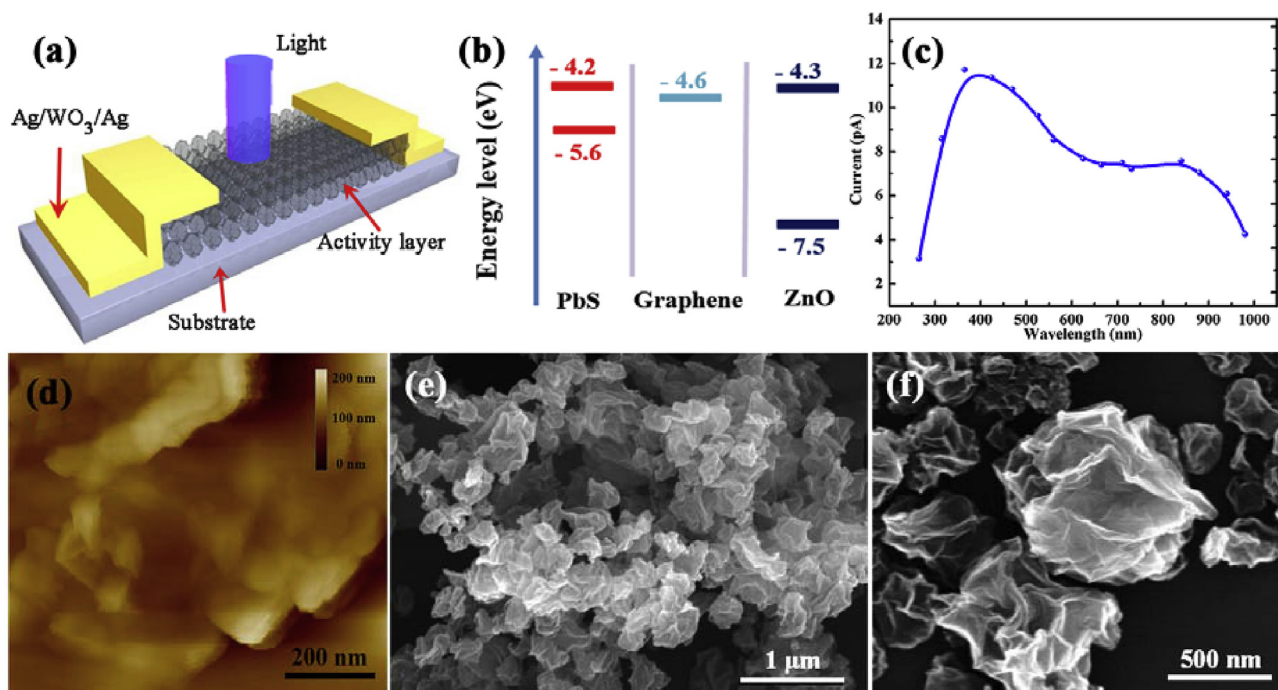 (a)
Light
Ag/WO₃/Ag
Activity layer
Substrate
(b)
Energy level (eV)
- 4.2
- 5.6
- 4.6
- 4.3
- 7.5
PbS
Graphene
ZnO
(c)
Current (pA)
14
12
10
8
6
4
2
200 300 400 500 600 700 800 900 1000
Wavelength (nm)
(d)
200 nm
100 nm
0 nm
200 nm
(e)
1 μm
(f)
500 nm